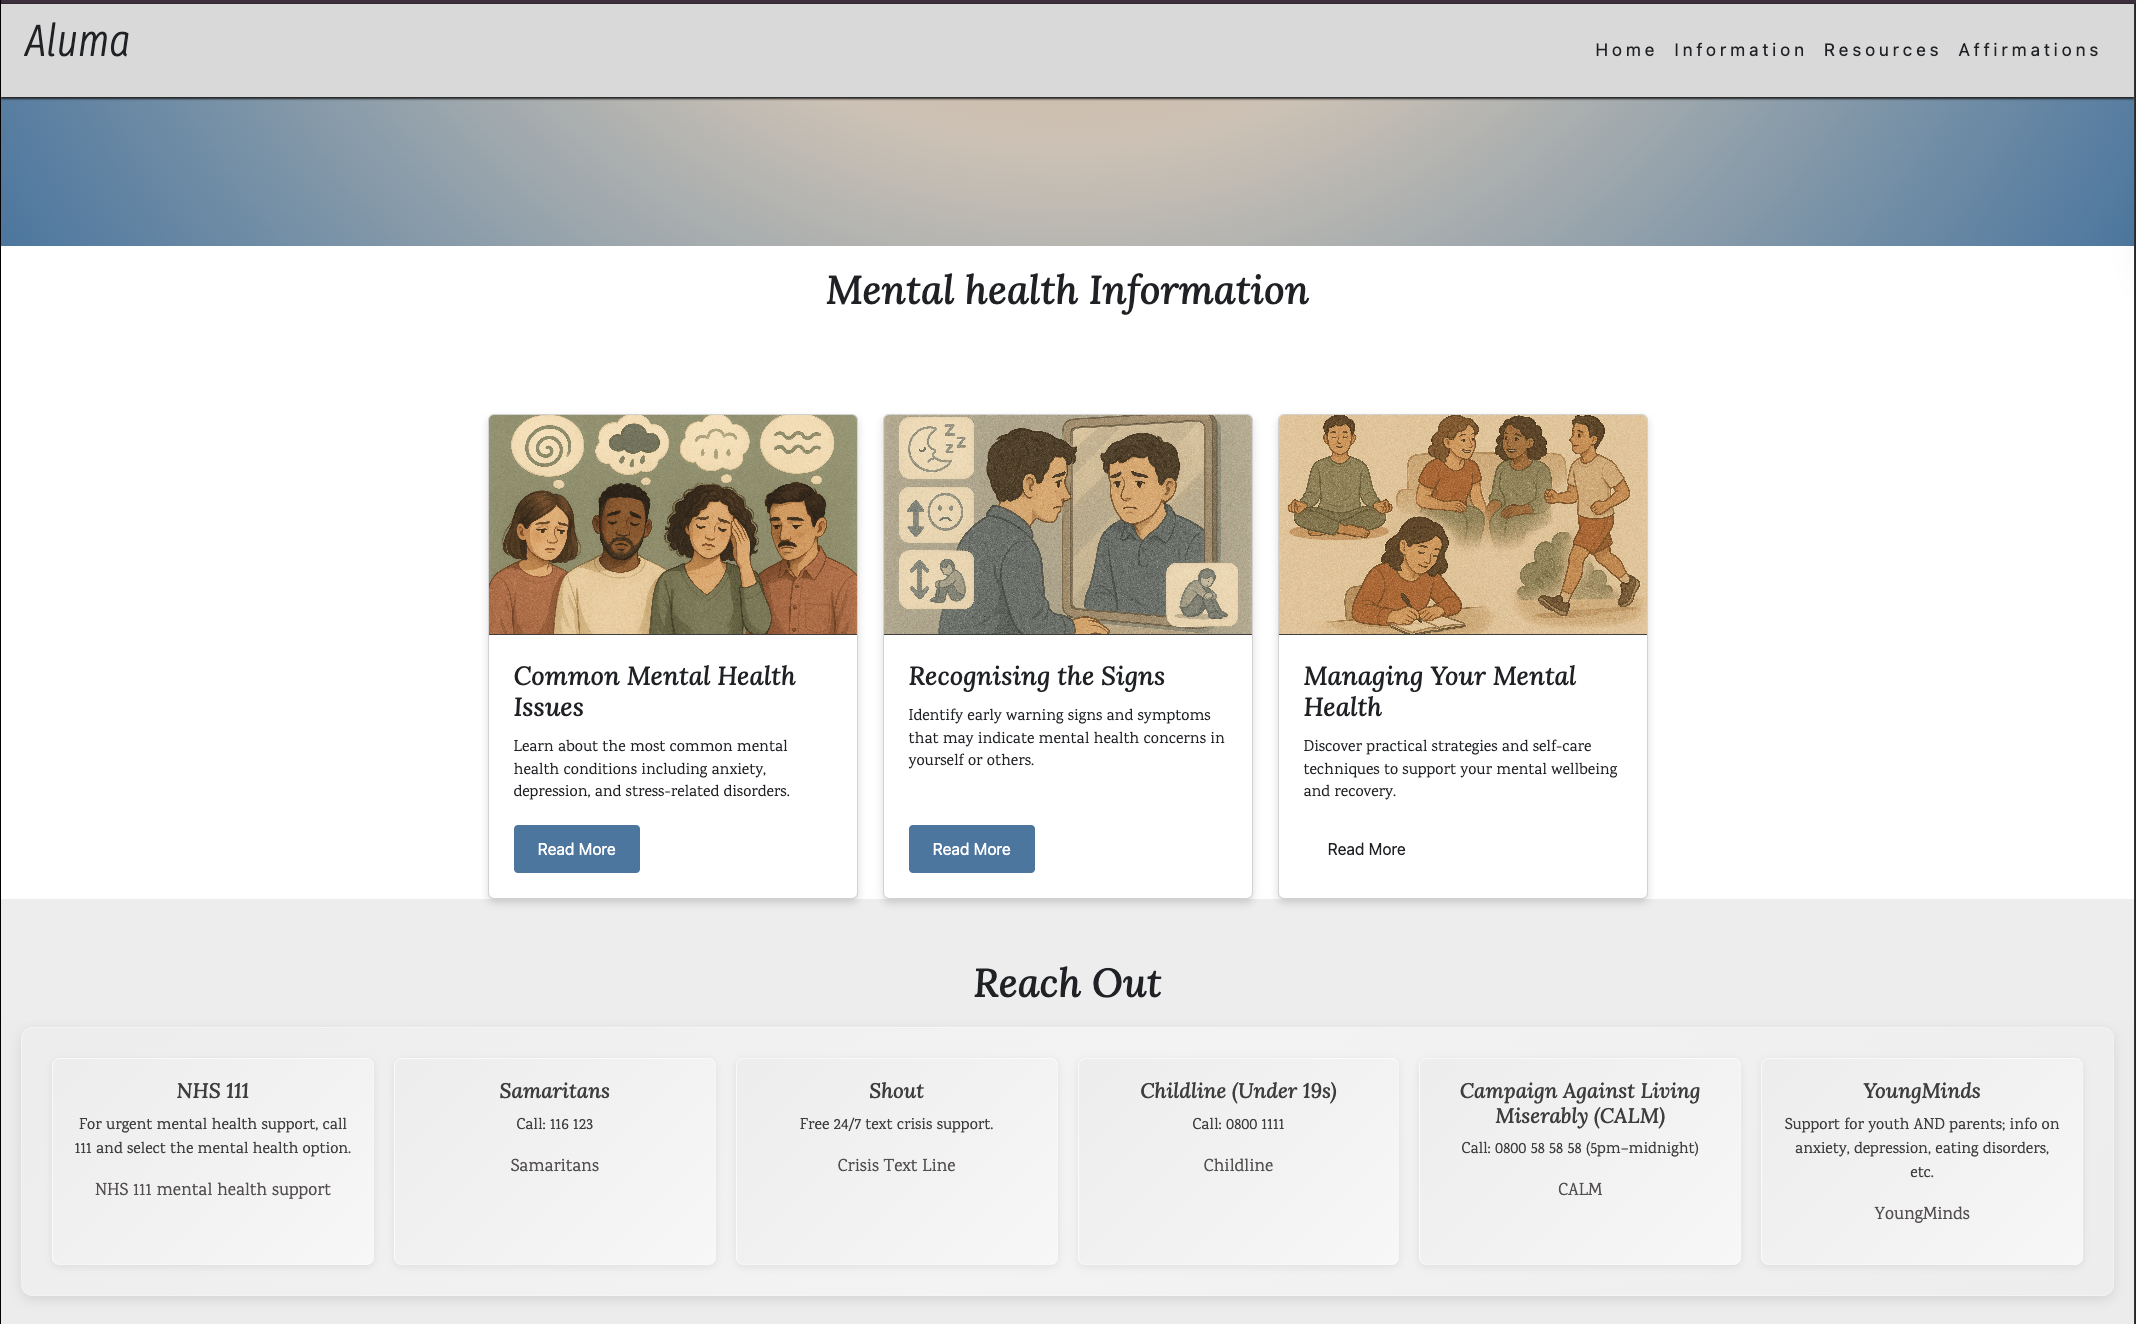 Aluma
Home Information Resources Affirmations
Mental health Information
z z
z z
Common Mental Health
Issues
Learn about the most common mental
health conditions including anxiety,
depression, and stress-related disorders.
Read More
Recognising the Signs
Identify early warning signs and symptoms
that may indicate mental health concerns in
yourself or others.
Read More
Managing Your Mental
Health
Discover practical strategies and self-care
techniques to support your mental wellbeing
and recovery.
Read More
Reach Out
NHS 111
For urgent mental health support, call
111 and select the mental health option.
NHS 111 mental health support
Samaritans
Call: 116 123
Samaritans
Shout
Free 24/7 text crisis support.
Crisis Text Line
Childline (Under 19s)
Call: 0800 1111
Childline
Campaign Against Living
Miserably (CALM)
Call: 0800 58 58 58 (5pm–midnight)
CALM
YoungMinds
Support for youth AND parents; info on
anxiety, depression, eating disorders,
etc.
YoungMinds